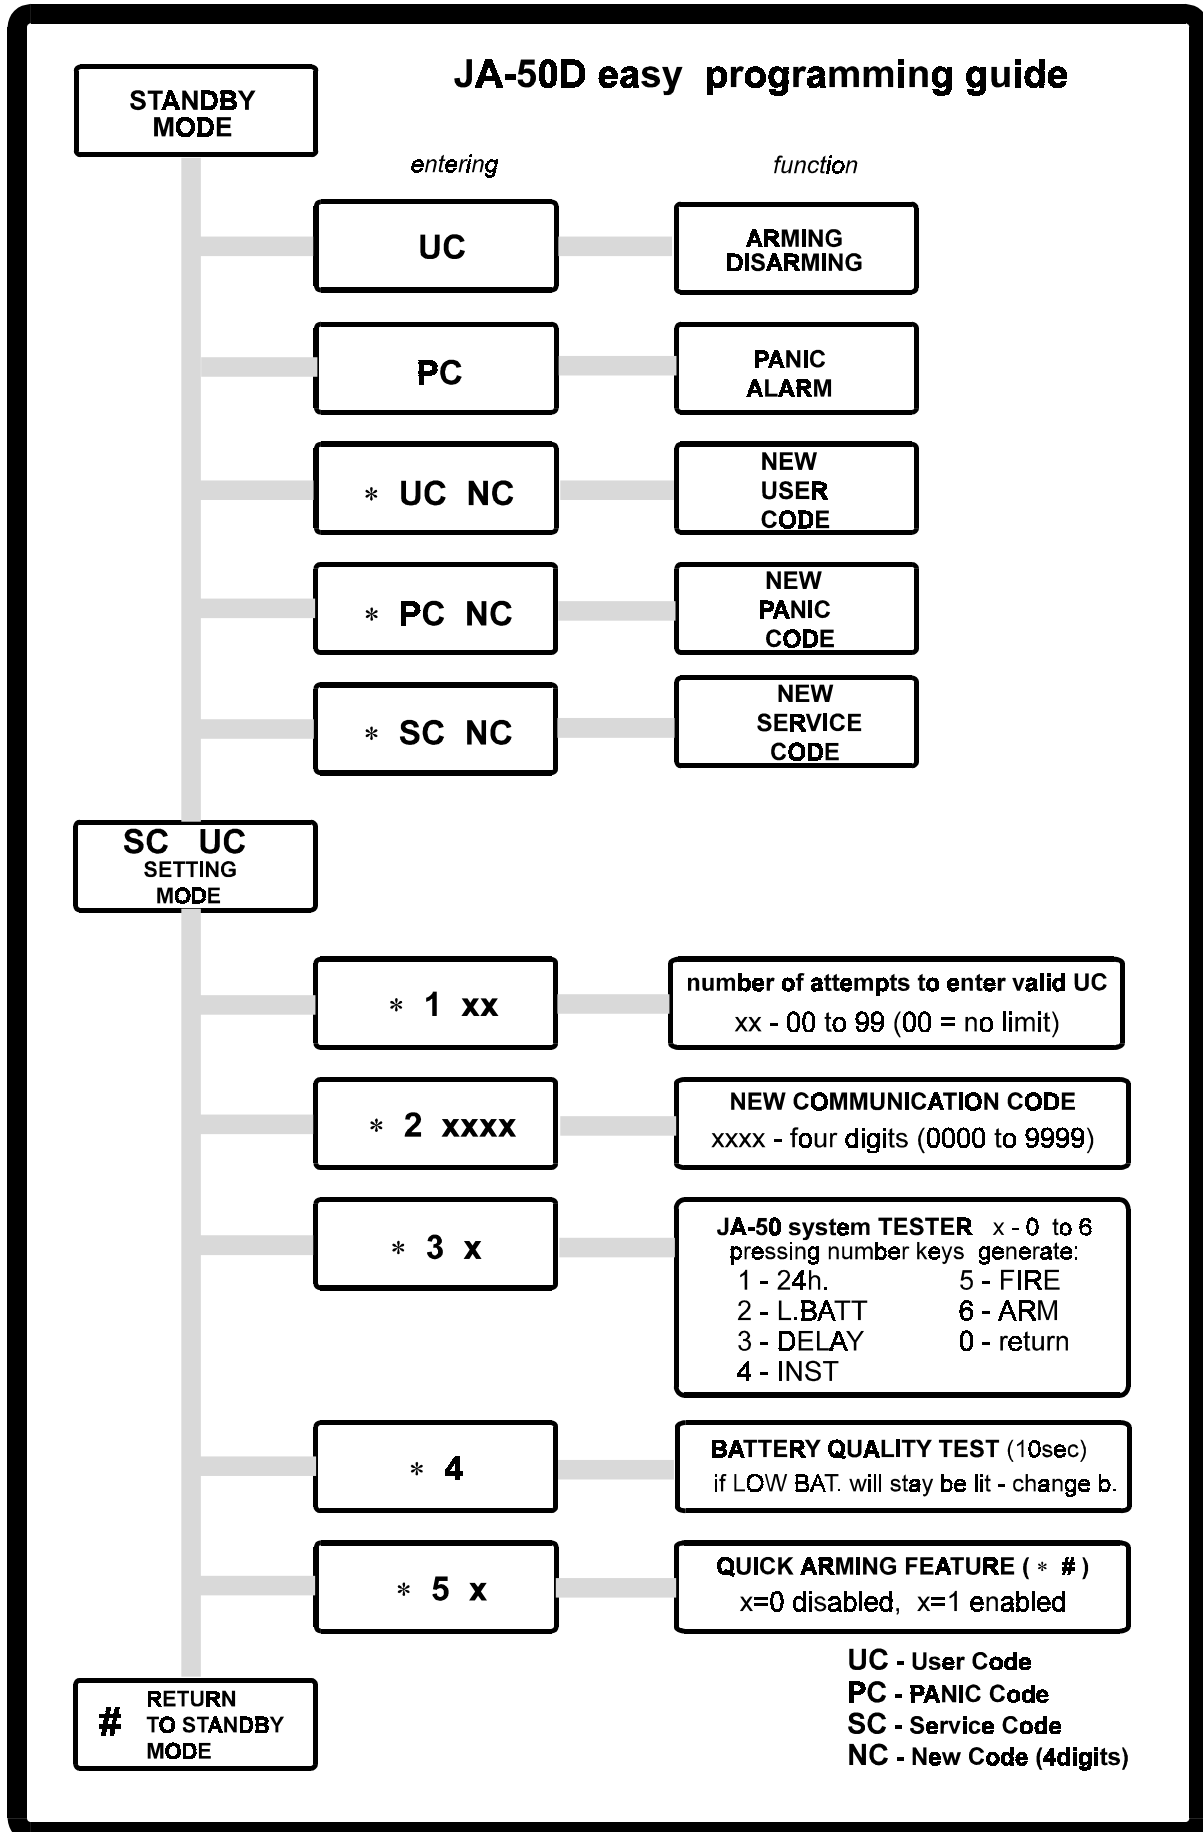 JA-50D easy programming guide
STANDBY
MODE
entering
function
UC
ARMING
DISARMING
PC
PANIC
ALARM
* UC NC
NEW
USER
CODE
* PC NC
NEW
PANIC
CODE
* SC NC
NEW
SERVICE
CODE
SC UC
SETTING
MODE
* 1 xx
number of attempts to enter valid UC
xx - 00 to 99 (00 = no limit)
* 2 xxxx
NEW COMMUNICATION CODE
xxxx - four digits (0000 to 9999)
* 3 x
JA-50 system TESTER x - 0 to 6
pressing number keys generate:
1 - 24h. 5 - FIRE
2 - L.BATT 6 - ARM
3 - DELAY 0 - return
4 - INST
* 4
BATTERY QUALITY TEST (10sec)
if LOW BAT. will stay be lit - change b.
* 5 x
QUICK ARMING FEATURE ( * # )
x=0 disabled, x=1 enabled
# RETURN
TO STANDBY
MODE
UC - User Code
PC - PANIC Code
SC - Service Code
NC - New Code (4digits)